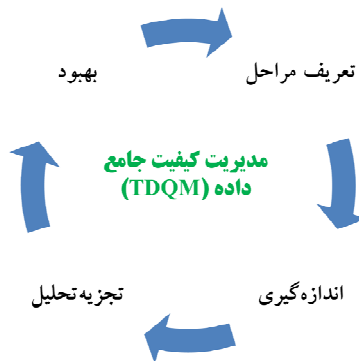 بهبود
تعریف مراحل
مدیریت کیفیت جامع
داده (TDQM)
تجزیه‌تحلیل
اندازه‌گیری